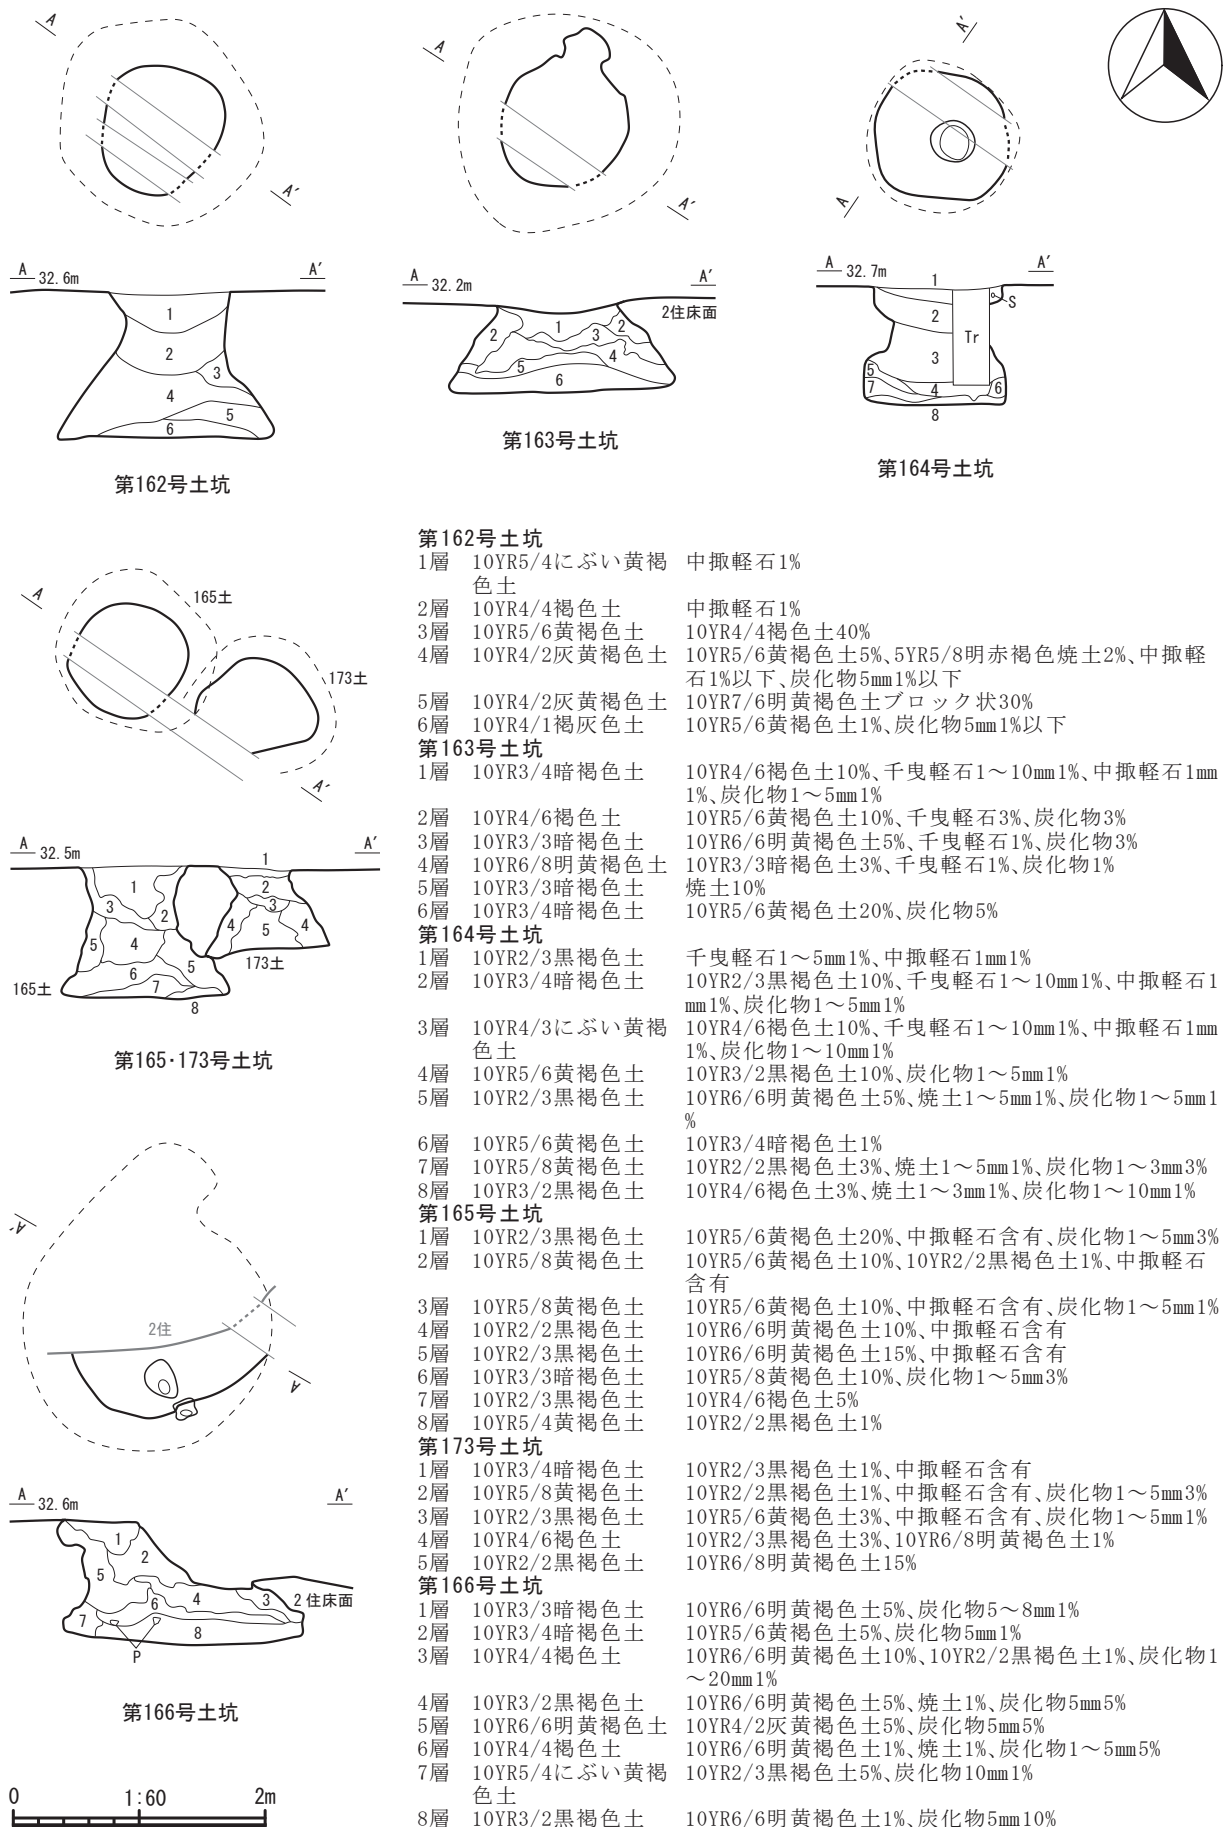 A
A'
A
A'
A'
A
A 32.6m A'
1
2
3
4
5
6
第162号土坑
A 32.2m A'
2住床面
1
2
2
3
4
5
6
第163号土坑
A 32.7m A'
1
S
2
Tr
3
5
4
6
7
8
第164号土坑
A
165土
173土
A'
A 32.5m A'
1
1
2
3
3
2
4
5
4
5
4
5
6
7
8
165土
173土
第165・173号土坑
A'
2住
A
A 32.6m A'
1
2
5
4
3
2住床面
6
7
8
P
第166号土坑
0 1:60 2m
第162号土坑
1層 10YR5/4にぶい黄褐 中掫軽石1%
色土
2層 10YR4/4褐色土 中掫軽石1%
3層 10YR5/6黄褐色土 10YR4/4褐色土40%
4層 10YR4/2灰黄褐色土 10YR5/6黄褐色土5%、5YR5/8明赤褐色焼土2%、中掫軽
石1%以下、炭化物5mm1%以下
5層 10YR4/2灰黄褐色土 10YR7/6明黄褐色土ブロック状30%
6層 10YR4/1褐灰色土 10YR5/6黄褐色土1%、炭化物5mm1%以下
第163号土坑
1層 10YR3/4暗褐色土 10YR4/6褐色土10%、千曳軽石1～10mm1%、中掫軽石1mm
1%、炭化物1～5mm1%
2層 10YR4/6褐色土 10YR5/6黄褐色土10%、千曳軽石3%、炭化物3%
3層 10YR3/3暗褐色土 10YR6/6明黄褐色土5%、千曳軽石1%、炭化物3%
4層 10YR6/8明黄褐色土 10YR3/3暗褐色土3%、千曳軽石1%、炭化物1%
5層 10YR3/3暗褐色土 焼土10%
6層 10YR3/4暗褐色土 10YR5/6黄褐色土20%、炭化物5%
第164号土坑
1層 10YR2/3黒褐色土 千曳軽石1～5mm1%、中掫軽石1mm1%
2層 10YR3/4暗褐色土 10YR2/3黒褐色土10%、千曳軽石1～10mm1%、中掫軽石1
mm1%、炭化物1～5mm1%
3層 10YR4/3にぶい黄褐 10YR4/6褐色土10%、千曳軽石1～10mm1%、中掫軽石1mm
色土 1%、炭化物1～10mm1%
4層 10YR5/6黄褐色土 10YR3/2黒褐色土10%、炭化物1～5mm1%
5層 10YR2/3黒褐色土 10YR6/6明黄褐色土5%、焼土1～5mm1%、炭化物1～5mm1
%
6層 10YR5/6黄褐色土 10YR3/4暗褐色土1%
7層 10YR5/8黄褐色土 10YR2/2黒褐色土3%、焼土1～5mm1%、炭化物1～3mm3%
8層 10YR3/2黒褐色土 10YR4/6褐色土3%、焼土1～3mm1%、炭化物1～10mm1%
第165号土坑
1層 10YR2/3黒褐色土 10YR5/6黄褐色土20%、中掫軽石含有、炭化物1～5mm3%
2層 10YR5/8黄褐色土 10YR5/6黄褐色土10%、10YR2/2黒褐色土1%、中掫軽石
含有
3層 10YR5/8黄褐色土 10YR5/6黄褐色土10%、中掫軽石含有、炭化物1～5mm1%
4層 10YR2/2黒褐色土 10YR6/6明黄褐色土10%、中掫軽石含有
5層 10YR2/3黒褐色土 10YR6/6明黄褐色土15%、中掫軽石含有
6層 10YR3/3暗褐色土 10YR5/8黄褐色土10%、炭化物1～5mm3%
7層 10YR2/3黒褐色土 10YR4/6褐色土5%
8層 10YR5/4黄褐色土 10YR2/2黒褐色土1%
第173号土坑
1層 10YR3/4暗褐色土 10YR2/3黒褐色土1%、中掫軽石含有
2層 10YR5/8黄褐色土 10YR2/2黒褐色土1%、中掫軽石含有、炭化物1～5mm3%
3層 10YR2/3黒褐色土 10YR5/6黄褐色土3%、中掫軽石含有、炭化物1～5mm1%
4層 10YR4/6褐色土 10YR2/3黒褐色土3%、10YR6/8明黄褐色土1%
5層 10YR2/2黒褐色土 10YR6/8明黄褐色土15%
第166号土坑
1層 10YR3/3暗褐色土 10YR6/6明黄褐色土5%、炭化物5～8mm1%
2層 10YR3/4暗褐色土 10YR5/6黄褐色土5%、炭化物5mm1%
3層 10YR4/4褐色土 10YR6/6明黄褐色土10%、10YR2/2黒褐色土1%、炭化物1
～20mm1%
4層 10YR3/2黒褐色土 10YR6/6明黄褐色土5%、焼土1%、炭化物5mm5%
5層 10YR6/6明黄褐色土 10YR4/2灰黄褐色土5%、炭化物5mm5%
6層 10YR4/4褐色土 10YR6/6明黄褐色土1%、焼土1%、炭化物1～5mm5%
7層 10YR5/4にぶい黄褐 10YR2/3黒褐色土5%、炭化物10mm1%
色土
8層 10YR3/2黒褐色土 10YR6/6明黄褐色土1%、炭化物5mm10%